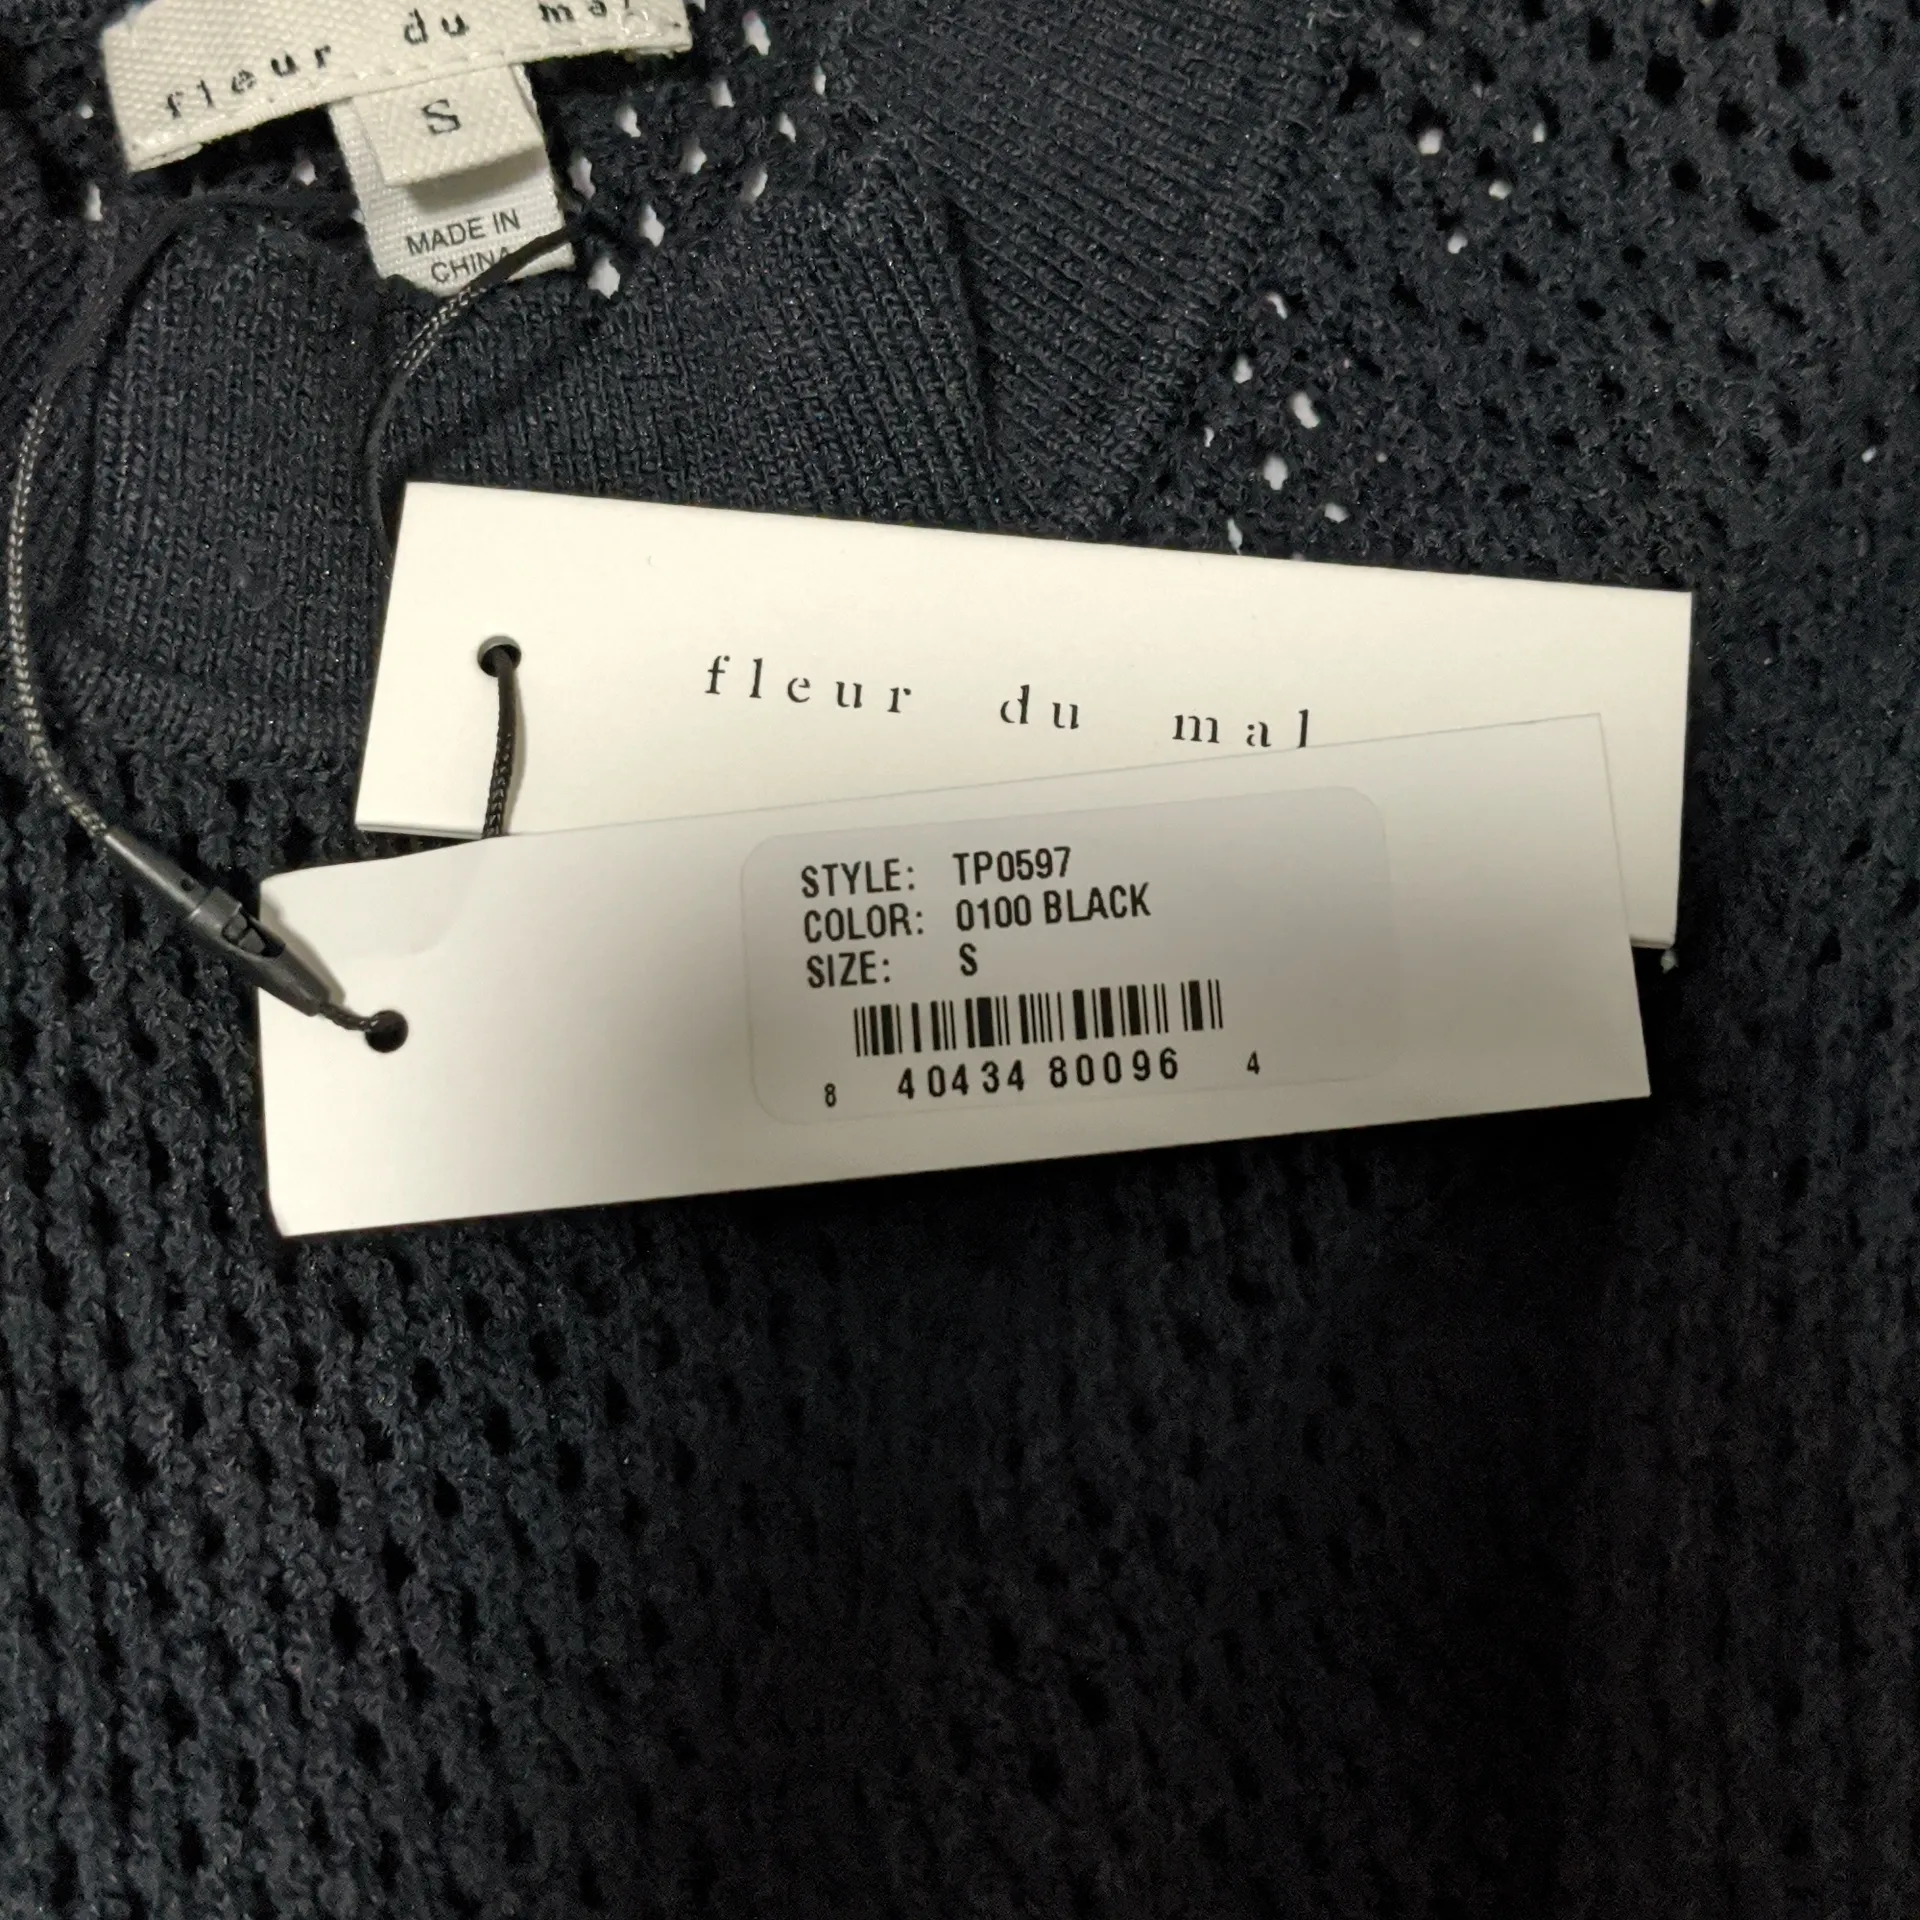 fleur du mal
S
MADE IN
CHINA
fleur du mal
STYLE: TP0597
COLOR: 0100 BLACK
SIZE: S
8 40434 80096 4